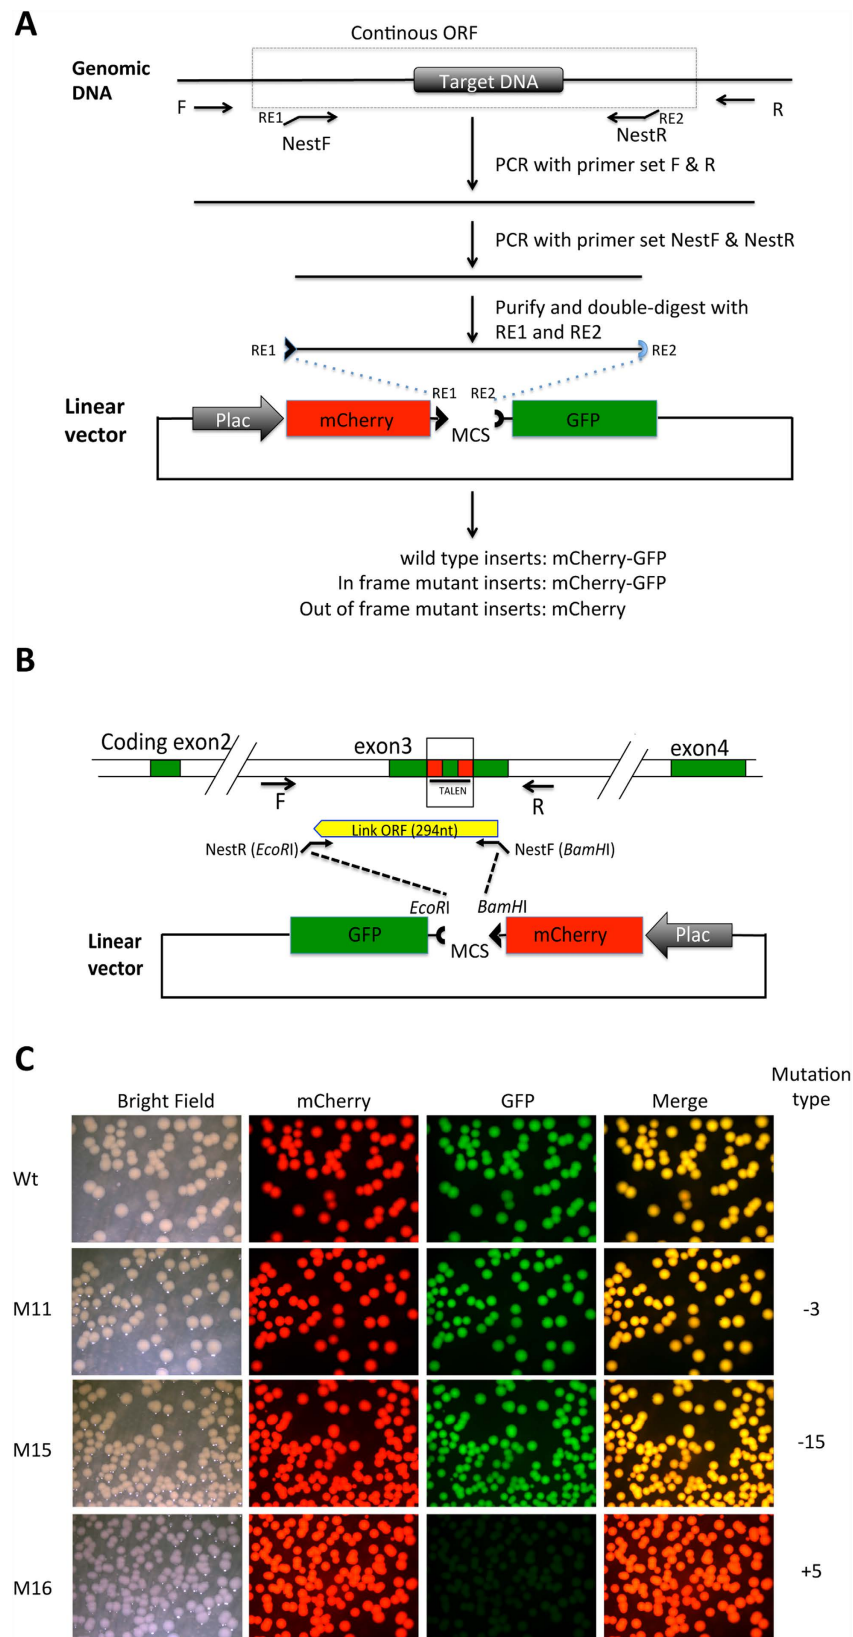 A
Continous ORF
Genomic
DNA
Target DNA
F
R
RE1
RE2
NestF
NestR
PCR with primer set F & R
PCR with primer set NestF & NestR
Purify and double-digest with
RE1 and RE2
RE1
RE2
RE1 RE2
Linear
vector
Plac
mCherry
MCS
GFP
wild type inserts: mCherry-GFP
In frame mutant inserts: mCherry-GFP
Out of frame mutant inserts: mCherry
B
Coding exon2
exon3
exon4
TALEN
F
R
Link ORF (294nt)
NestR (EcoRI)
NestF (BamHI)
EcoRI
BamHI
Linear
vector
GFP
MCS
mCherry
Plac
C
Mutation
type
Bright Field
mCherry
GFP
Merge
Wt
M11
-3
M15
-15
M16
+5